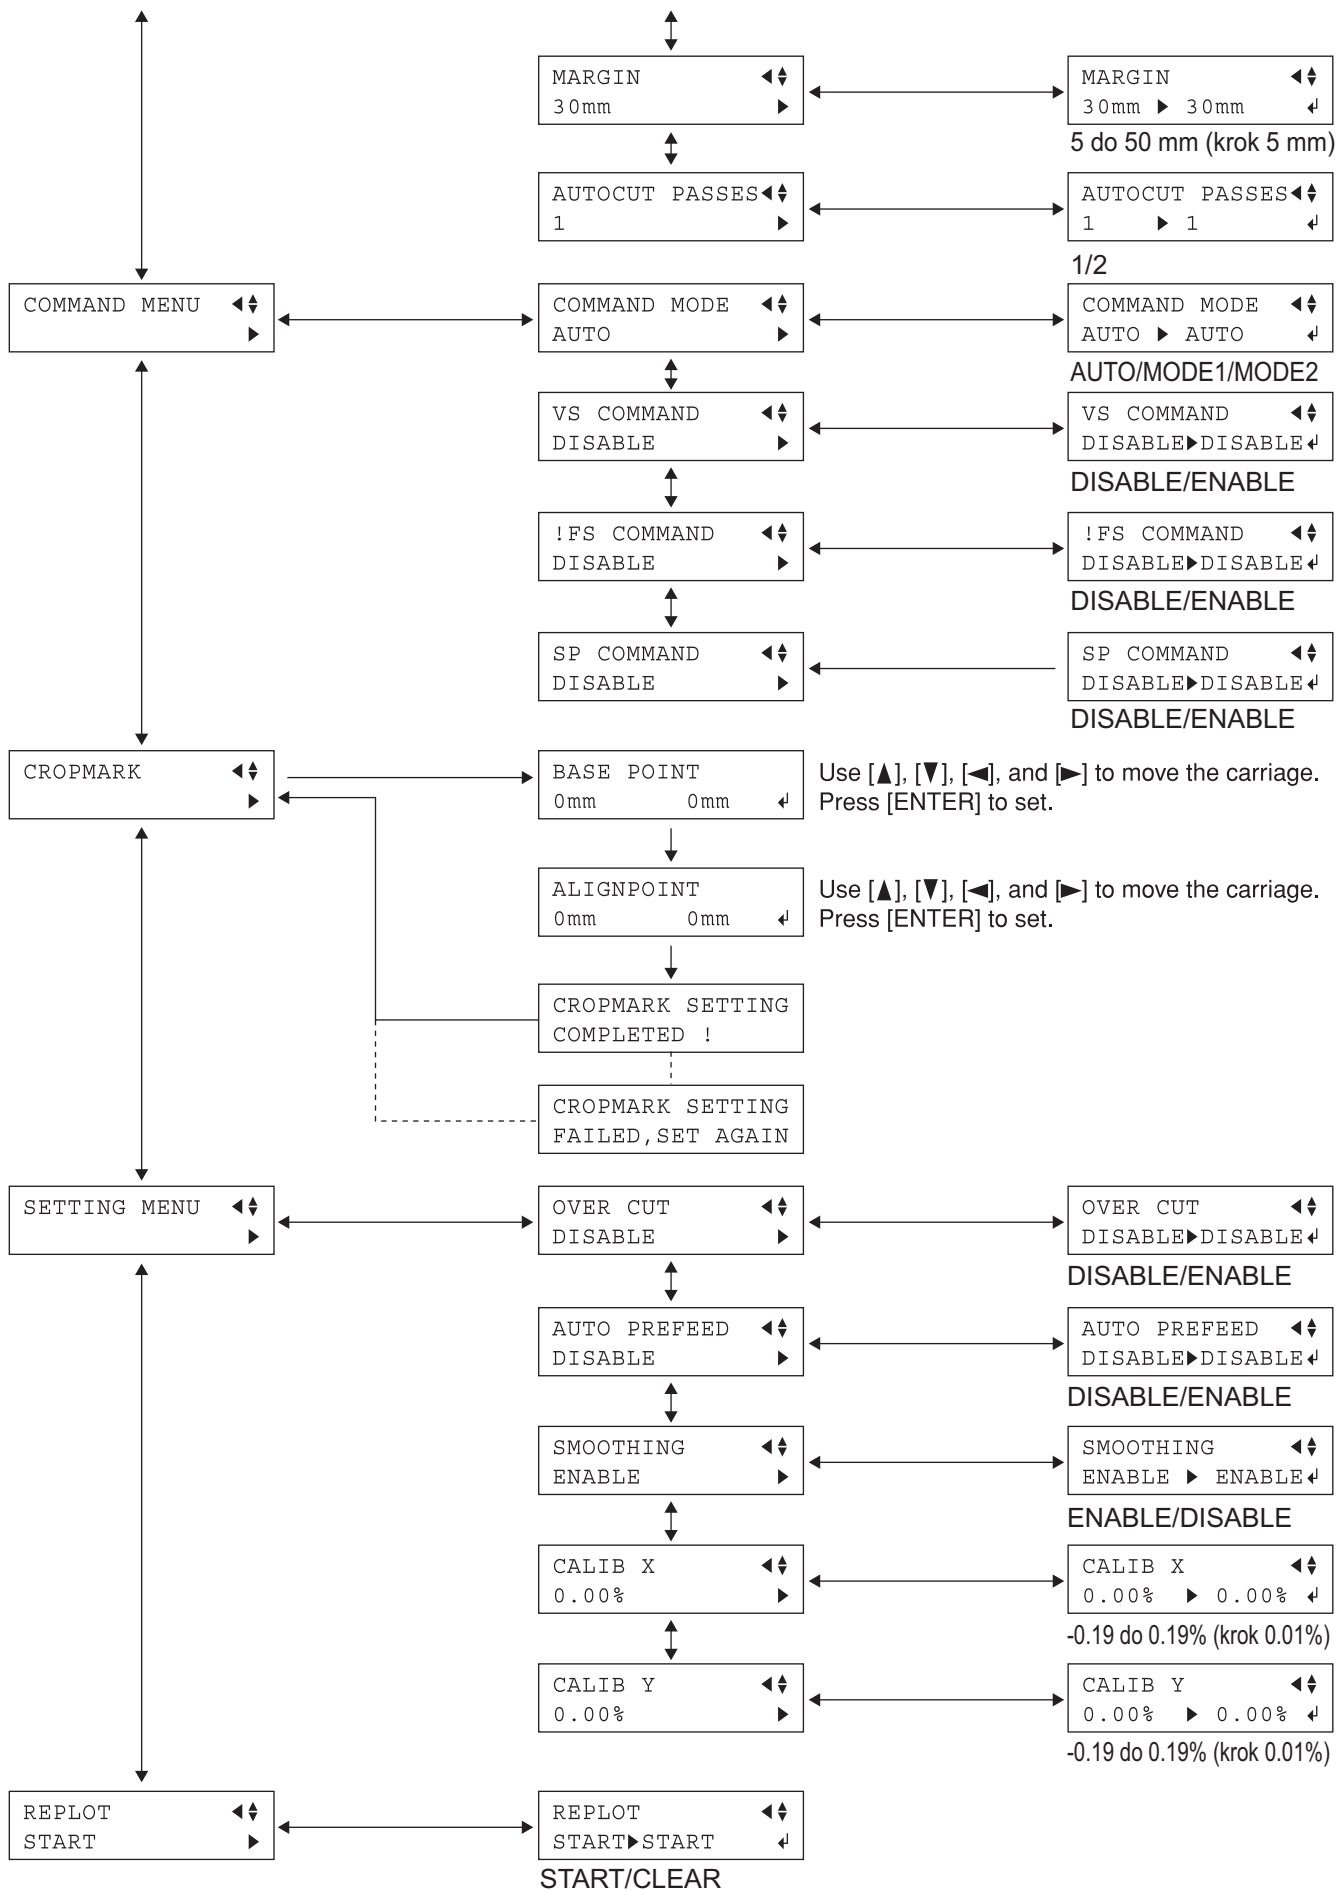 MARGIN
30mm
MARGIN
30mm ▶ 30mm
5 do 50 mm (krok 5 mm)
AUTOCUT PASSES
1
AUTOCUT PASSES
1 ▶ 1
1/2
COMMAND MENU
COMMAND MODE
AUTO
COMMAND MODE
AUTO ▶ AUTO
AUTO/MODE1/MODE2
VS COMMAND
DISABLE
VS COMMAND
DISABLE▶DISABLE
DISABLE/ENABLE
!FS COMMAND
DISABLE
!FS COMMAND
DISABLE▶DISABLE
DISABLE/ENABLE
SP COMMAND
DISABLE
SP COMMAND
DISABLE▶DISABLE
DISABLE/ENABLE
CROPMARK
BASE POINT
0mm 0mm
Use [▲], [▼], [◄], and [►] to move the carriage.
Press [ENTER] to set.
ALIGNPOINT
0mm 0mm
Use [▲], [▼], [◄], and [►] to move the carriage.
Press [ENTER] to set.
CROPMARK SETTING
COMPLETED !
CROPMARK SETTING
FAILED,SET AGAIN
SETTING MENU
OVER CUT
DISABLE
OVER CUT
DISABLE▶DISABLE
DISABLE/ENABLE
AUTO PREFEED
DISABLE
AUTO PREFEED
DISABLE▶DISABLE
DISABLE/ENABLE
SMOOTHING
ENABLE
SMOOTHING
ENABLE ▶ ENABLE
ENABLE/DISABLE
CALIB X
0.00%
CALIB X
0.00% ▶ 0.00%
-0.19 do 0.19% (krok 0.01%)
CALIB Y
0.00%
CALIB Y
0.00% ▶ 0.00%
-0.19 do 0.19% (krok 0.01%)
REPLOT
START
REPLOT
START▶START
START/CLEAR